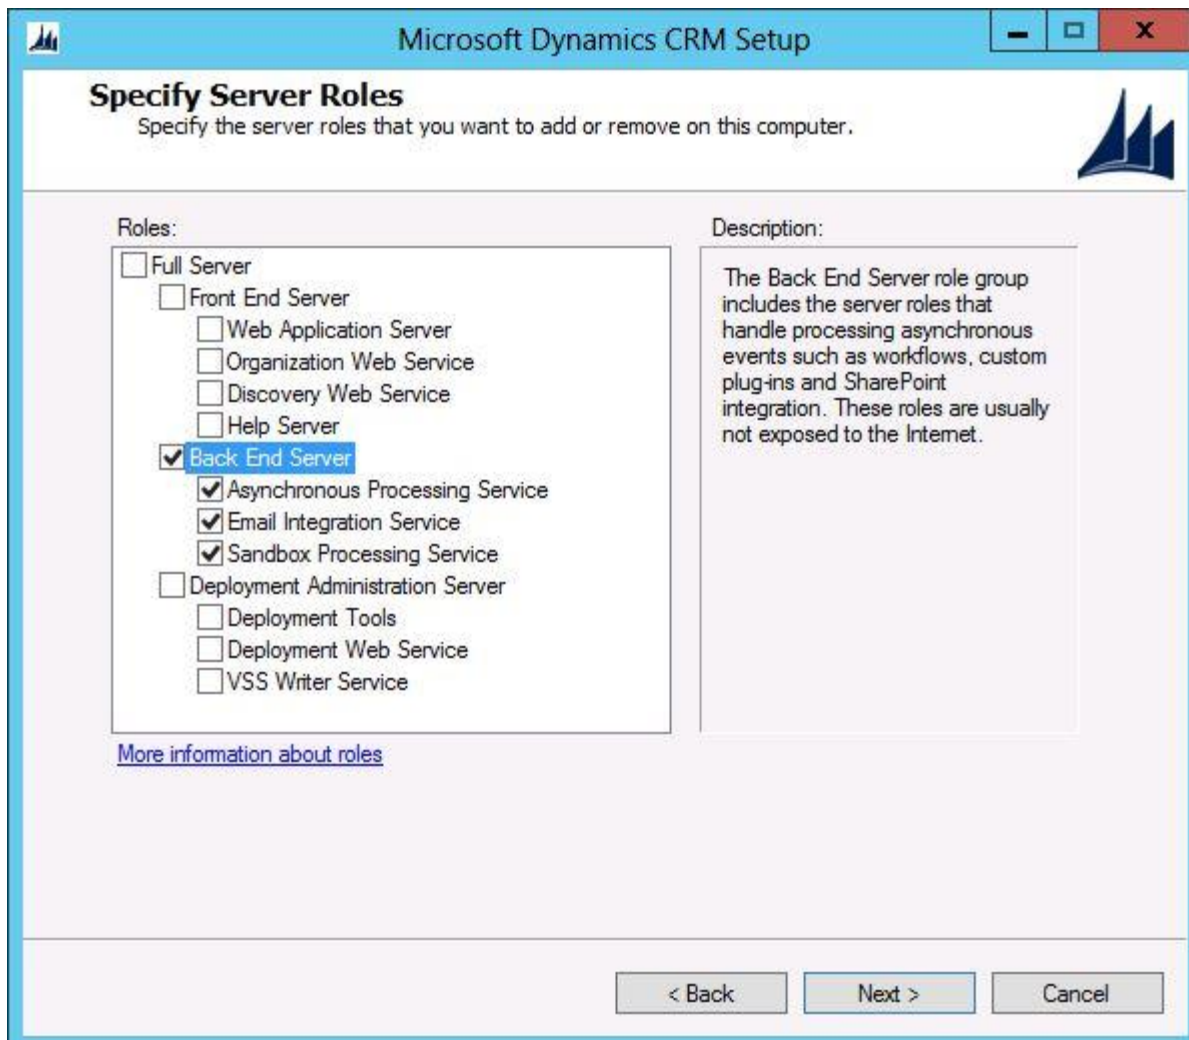 Microsoft Dynamics CRM Setup
Specify Server Roles
Specify the server roles that you want to add or remove on this computer.
Roles:
Full Server
Front End Server
Web Application Server
Organization Web Service
Discovery Web Service
Help Server
Back End Server
Asynchronous Processing Service
Email Integration Service
Sandbox Processing Service
Deployment Administration Server
Deployment Tools
Deployment Web Service
VSS Writer Service
More information about roles
Description:
The Back End Server role group
includes the server roles that
handle processing asynchronous
events such as workflows, custom
plug-ins and SharePoint
integration. These roles are usually
not exposed to the Internet.
< Back
Next >
Cancel